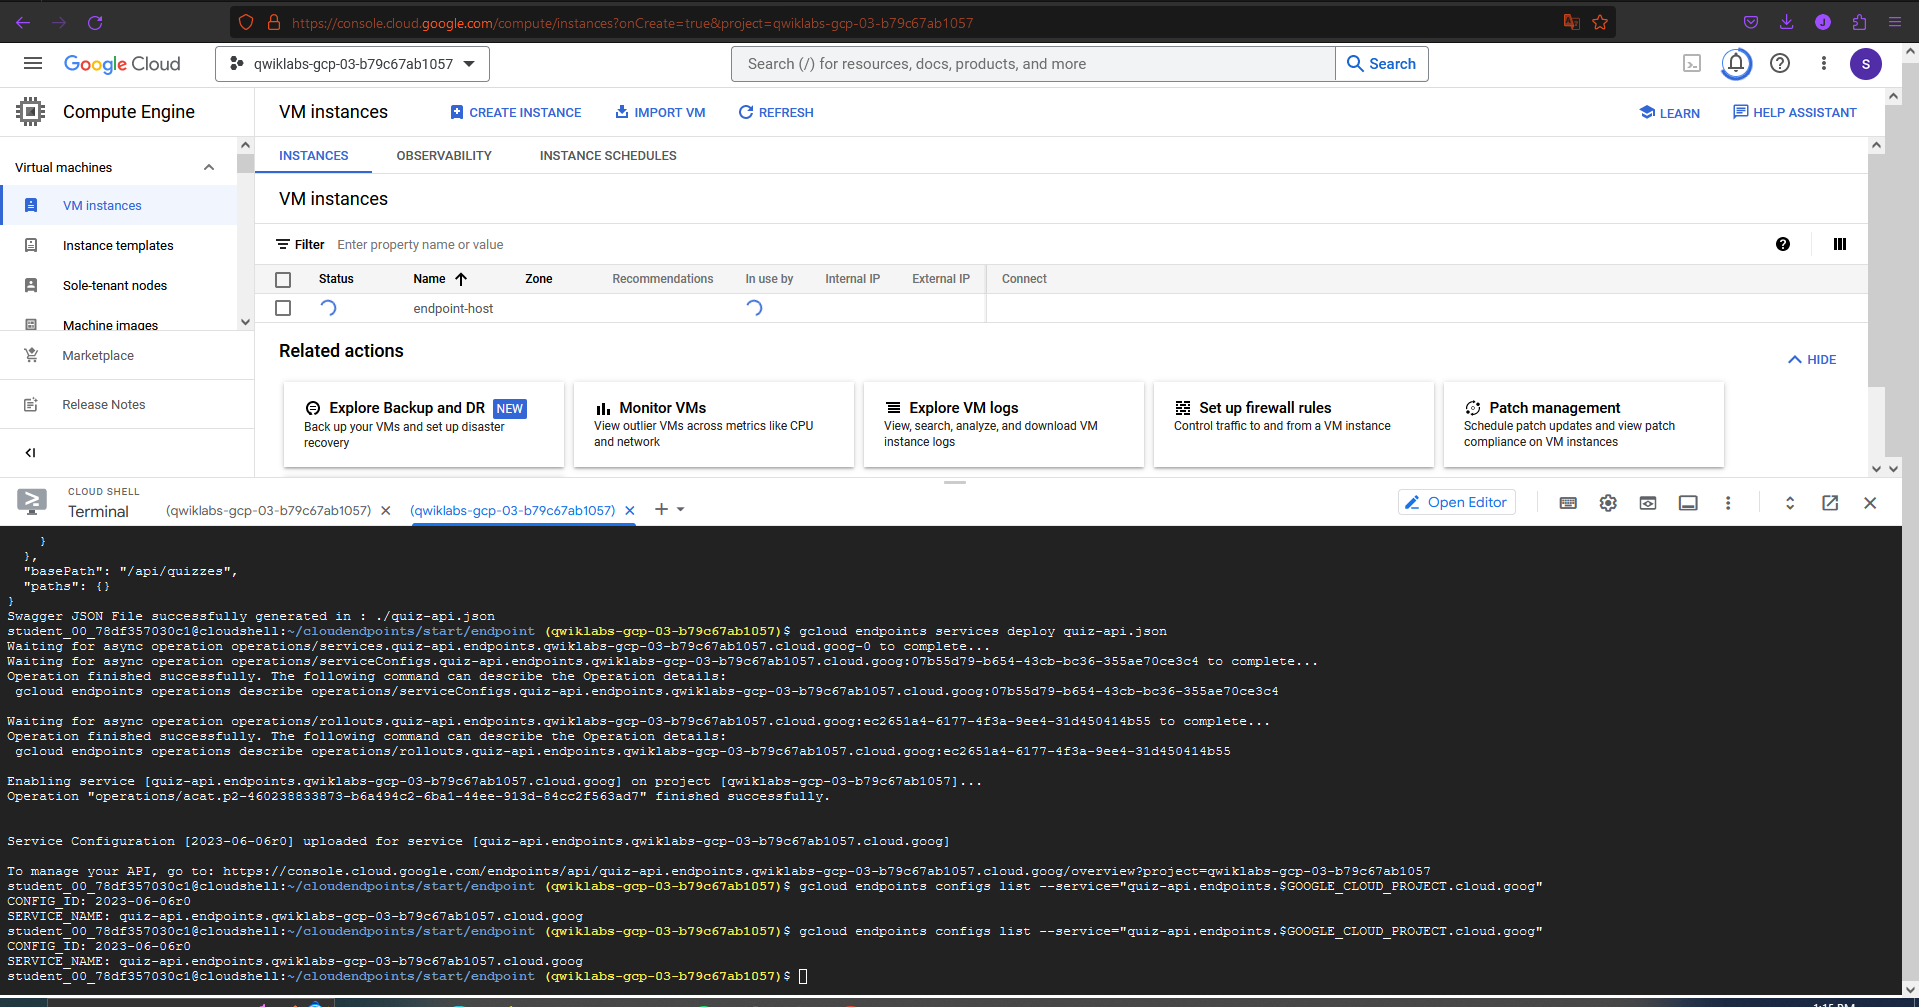 https://console.cloud.google.com/compute/instances?onCreate=true&project=qwiklabs-gcp-03-b79c67ab1057
Google Cloud
qwiklabs-gcp-03-b79c67ab1057
Search (/) for resources, docs, products, and more
Search
S
Compute Engine
VM instances
CREATE INSTANCE
IMPORT VM
REFRESH
LEARN
HELP ASSISTANT
Virtual machines
INSTANCES
OBSERVABILITY
INSTANCE SCHEDULES
VM instances
VM instances
Instance templates
Sole-tenant nodes
Machine images
Marketplace
Release Notes
Filter
Enter property name or value
Status
Name
Zone
Recommendations
In use by
Internal IP
External IP
Connect
endpoint-host
Related actions
HIDE
Explore Backup and DR NEW
Back up your VMs and set up disaster
recovery
Monitor VMs
View outlier VMs across metrics like CPU
and network
Explore VM logs
View, search, analyze, and download VM
instance logs
Set up firewall rules
Control traffic to and from a VM instance
Patch management
Schedule patch updates and view patch
compliance on VM instances
CLOUD SHELL
Terminal
(qwiklabs-gcp-03-b79c67ab1057)
(qwiklabs-gcp-03-b79c67ab1057)
Open Editor
    }
  },
  "basePath": "/api/quizzes",
  "paths": {}
}
Swagger JSON File successfully generated in : ./quiz-api.json
student_00_78df357030c1@cloudshell:~/cloudendpoints/start/endpoint (qwiklabs-gcp-03-b79c67ab1057)$ gcloud endpoints services deploy quiz-api.json
Waiting for async operation operations/services.quiz-api.endpoints.qwiklabs-gcp-03-b79c67ab1057.cloud.goog-0 to complete...
Waiting for async operation operations/serviceConfigs.quiz-api.endpoints.qwiklabs-gcp-03-b79c67ab1057.cloud.goog:07b55d79-b654-43cb-bc36-355ae70ce3c4 to complete...
Operation finished successfully. The following command can describe the Operation details:
 gcloud endpoints operations describe operations/serviceConfigs.quiz-api.endpoints.qwiklabs-gcp-03-b79c67ab1057.cloud.goog:07b55d79-b654-43cb-bc36-355ae70ce3c4
Waiting for async operation operations/rollouts.quiz-api.endpoints.qwiklabs-gcp-03-b79c67ab1057.cloud.goog:ec2651a4-6177-4f3a-9ee4-31d450414b55 to complete...
Operation finished successfully. The following command can describe the Operation details:
 gcloud endpoints operations describe operations/rollouts.quiz-api.endpoints.qwiklabs-gcp-03-b79c67ab1057.cloud.goog:ec2651a4-6177-4f3a-9ee4-31d450414b55
Enabling service [quiz-api.endpoints.qwiklabs-gcp-03-b79c67ab1057.cloud.goog] on project [qwiklabs-gcp-03-b79c67ab1057]...
Operation "operations/acat.p2-460238833873-b6a494c2-6ba1-44ee-913d-84cc2f563ad7" finished successfully.
Service Configuration [2023-06-06r0] uploaded for service [quiz-api.endpoints.qwiklabs-gcp-03-b79c67ab1057.cloud.goog]
To manage your API, go to: https://console.cloud.google.com/endpoints/api/quiz-api.endpoints.qwiklabs-gcp-03-b79c67ab1057.cloud.goog/overview?project=qwiklabs-gcp-03-b79c67ab1057
student_00_78df357030c1@cloudshell:~/cloudendpoints/start/endpoint (qwiklabs-gcp-03-b79c67ab1057)$ gcloud endpoints configs list --service="quiz-api.endpoints.$GOOGLE_CLOUD_PROJECT.cloud.goog"
CONFIG_ID: 2023-06-06r0
SERVICE_NAME: quiz-api.endpoints.qwiklabs-gcp-03-b79c67ab1057.cloud.goog
student_00_78df357030c1@cloudshell:~/cloudendpoints/start/endpoint (qwiklabs-gcp-03-b79c67ab1057)$ gcloud endpoints configs list --service="quiz-api.endpoints.$GOOGLE_CLOUD_PROJECT.cloud.goog"
CONFIG_ID: 2023-06-06r0
SERVICE_NAME: quiz-api.endpoints.qwiklabs-gcp-03-b79c67ab1057.cloud.goog
student_00_78df357030c1@cloudshell:~/cloudendpoints/start/endpoint (qwiklabs-gcp-03-b79c67ab1057)$